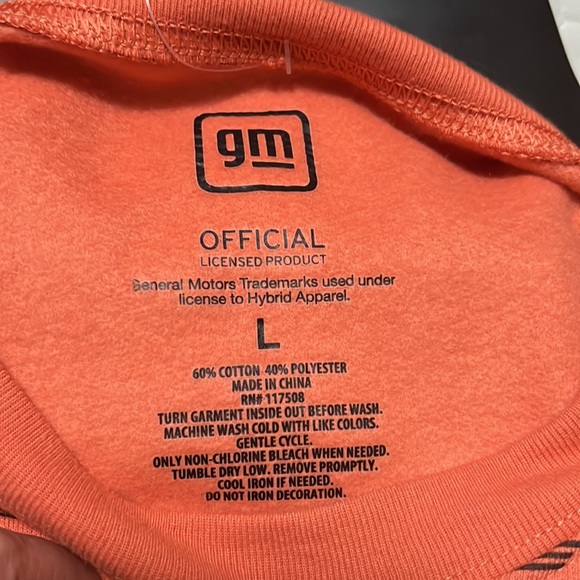 gm
OFFICIAL
LICENSED PRODUCT
General Motors Trademarks used under
license to Hybrid Apparel.
L
60% COTTON 40% POLYESTER
MADE IN CHINA
RN# 117508
TURN GARMENT INSIDE OUT BEFORE WASH.
MACHINE WASH COLD WITH LIKE COLORS.
GENTLE CYCLE.
ONLY NON-CHLORINE BLEACH WHEN NEEDED.
TUMBLE DRY LOW. REMOVE PROMPTLY.
COOL IRON IF NEEDED.
DO NOT IRON DECORATION.